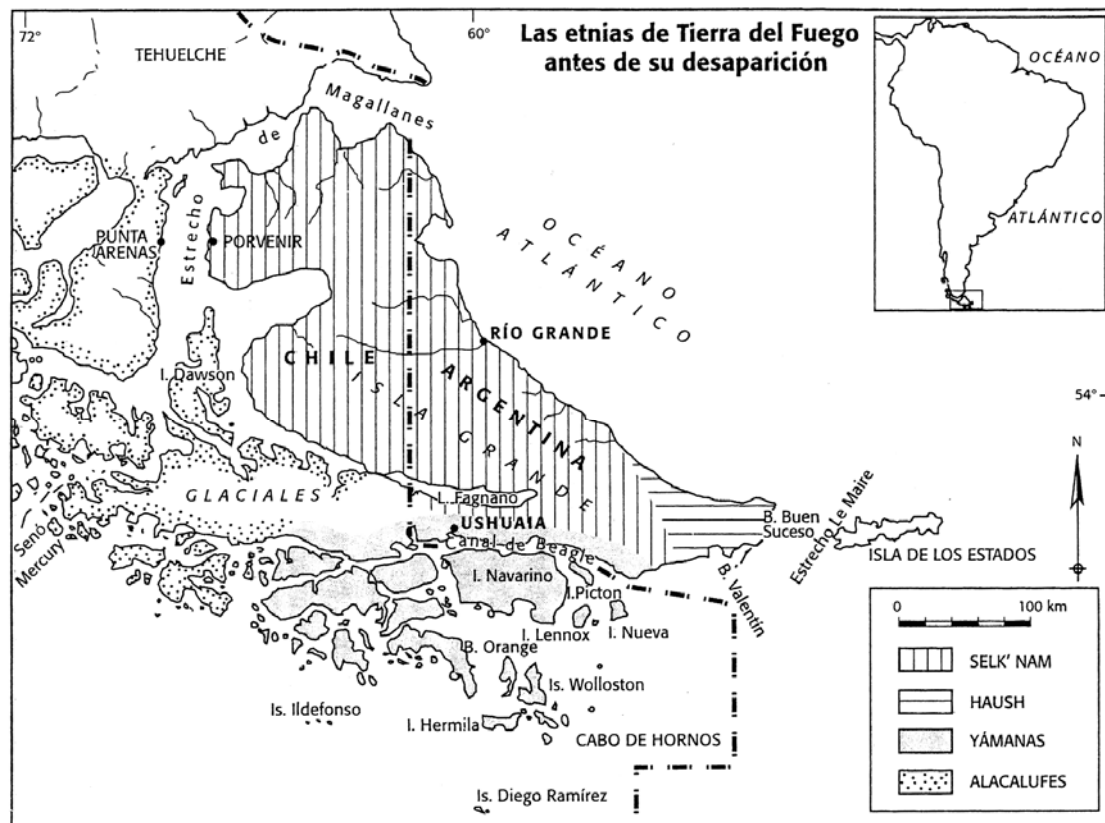 72°
60°
Las etnias de Tierra del Fuego
antes de su desaparición
TEHUELCHE
Estrecho de Magallanes
OCÉANO
ATLÁNTICO
PUNTA
ARENAS
PORVENIR
OCÉANO
ATLÁNTICO
RÍO GRANDE
CHILE
ARGENTINA
ISLA GRANDE
I. Dawson
54°
N
GLACIALES
L. Fagnano
USHUAIA
Canal de Beagle
Senó
Mercury
B. Buen
Suceso
Estrecho Le Maire
ISLA DE LOS ESTADOS
B. Valentín
I. Navarino
I.Picton
I. Lennox
I. Nueva
B. Orange
Is. Wolloston
Is. Ildefonso
I. Hermila
CABO DE HORNOS
Is. Diego Ramírez
0 100 km
SELK' NAM
HAUSH
YÁMANAS
ALACALUFES